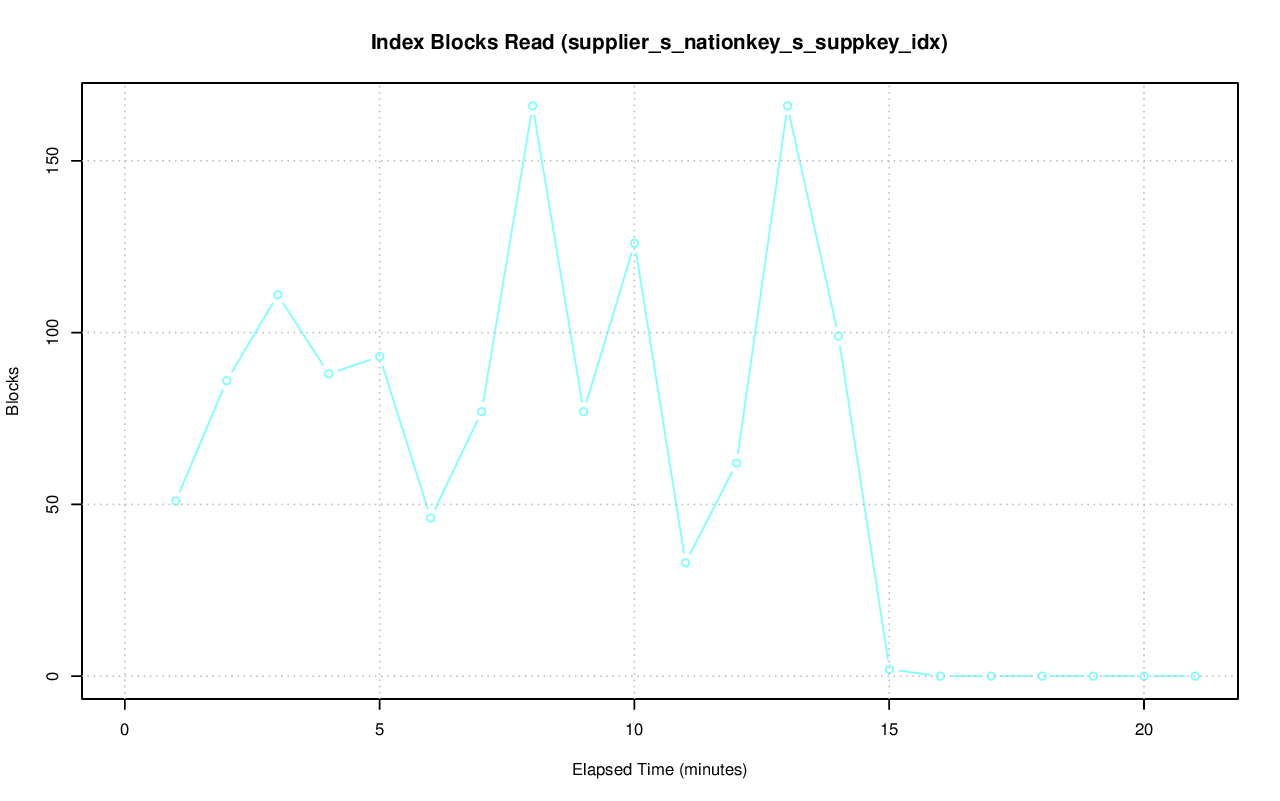 Index Blocks Read (supplier_s_nationkey_s_suppkey_idx)
Blocks
150
100
50
0
0 5 10 15 20
Elapsed Time (minutes)